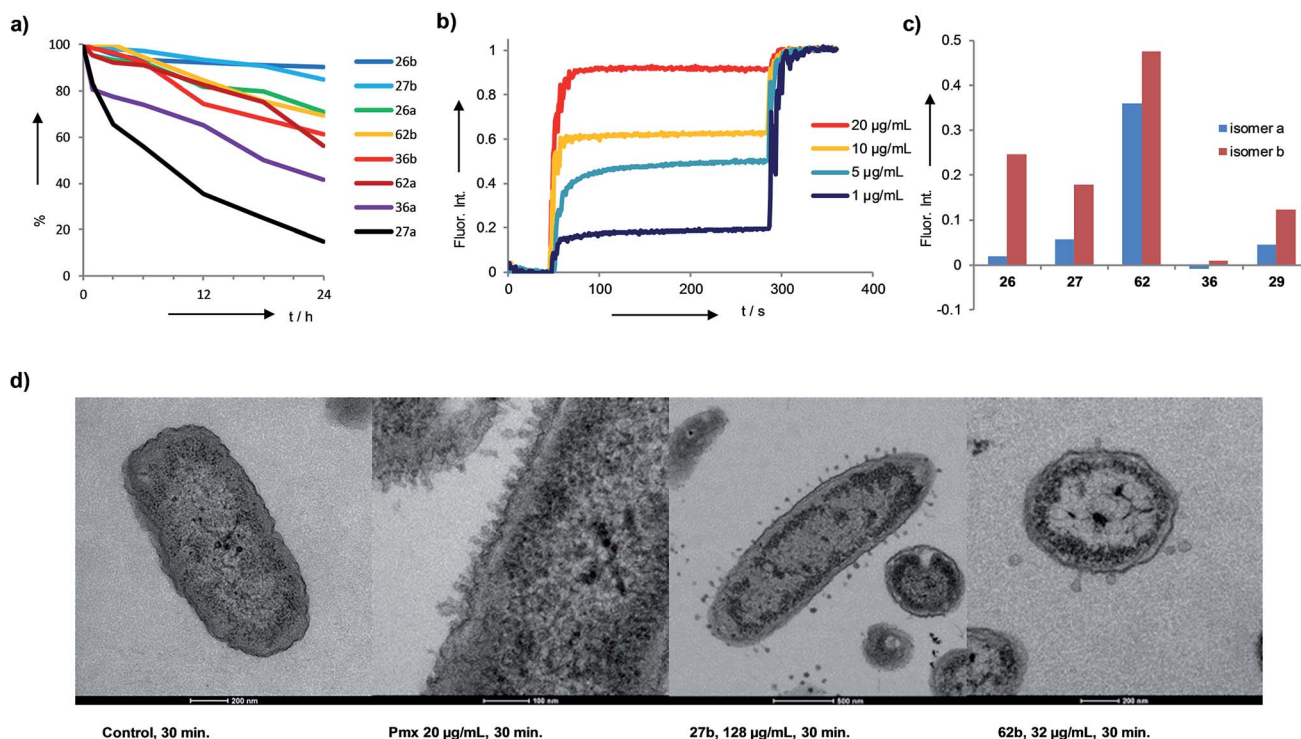 a)
100
80
60
40
20
0
%
0
12
24
t / h
26b
27b
26a
62b
36b
62a
36a
27a
b)
1
0.8
0.6
0.4
0.2
0
Fluor. Int.
0
100
200
300
400
t / s
20 µg/mL
10 µg/mL
5 µg/mL
1 µg/mL
c)
0.5
0.4
0.3
0.2
0.1
0
-0.1
Fluor. Int.
26
27
62
36
29
isomer a
isomer b
d)
200 nm
100 nm
500 nm
200 nm
Control, 30 min.
Pmx 20 µg/mL, 30 min.
27b, 128 µg/mL, 30 min.
62b, 32 µg/mL, 30 min.